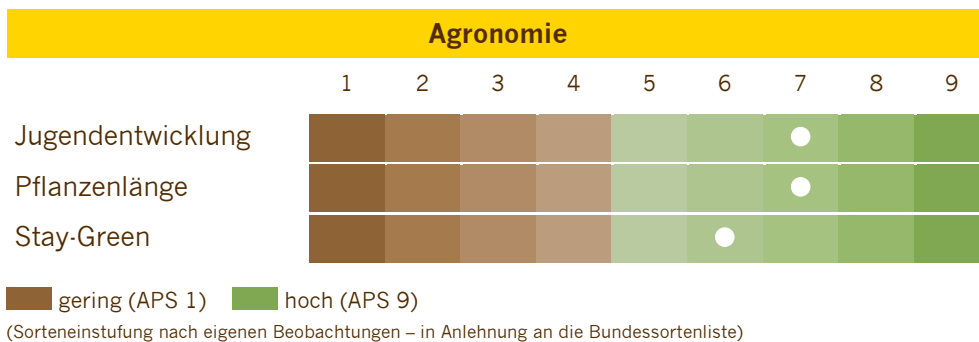 Agronomie
1 2 3 4 5 6 7 8 9
Jugendentwicklung
Pflanzenlänge
Stay-Green
gering (APS 1) hoch (APS 9)
(Sorteneinstufung nach eigenen Beobachtungen – in Anlehnung an die Bundessortenliste)